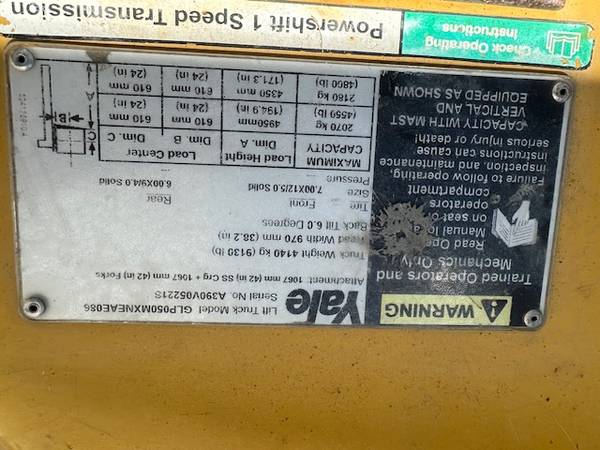 WARNING
Trained Operators and
Mechanics Only
Read
Manual
on seat or
operators
compartment
Failure to follow operating,
inspection, and maintenance
instructions can cause
serious injury or death!
CAPACITY WITH MAST
VERTICAL AND
EQUIPPED AS SHOWN
Yale
Lift Truck Model GLP050MXNEAE086
Serial No. A390V05221S
Attachment 1067 mm (42 in) SS Crg + 1067 mm (42 in) Forks
Truck Weight 4140 kg (9130 lb)
Tread Width 970 mm (38.2 in)
Back Tilt 6.0 Degrees
Tire Front Rear
Size 7.00X12/5.0 Solid 6.00X9/4.0 Solid
Pressure
MAXIMUM CAPACITY Load Height Dim. A Load Center Dim. B Dim. C
2070 kg 4950mm 610 mm 610 mm
(4550 lb) (194.9 in) (24 in) (24 in)
2180 kg 4350 mm 610 mm 610 mm
(4800 lb) (171.3 in) (24 in) (24 in)
A
B
C
Check Operating
Instructions
Powershift 1 Speed Transmission